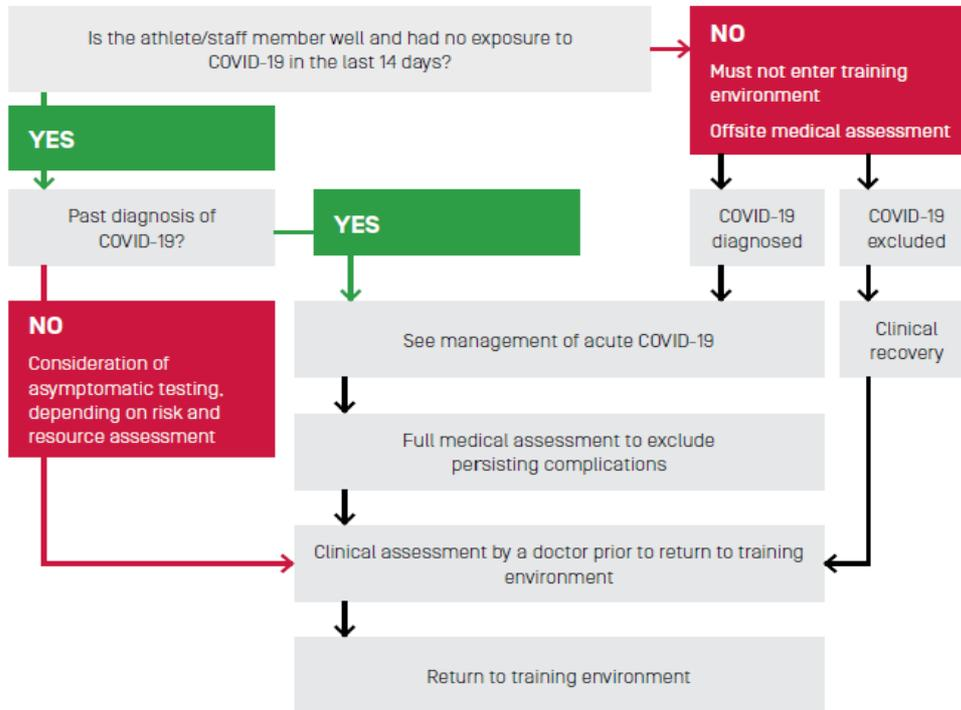 Is the athlete/staff member well and had no exposure to
COVID-19 in the last 14 days?
NO
Must not enter training
environment
Offsite medical assessment
YES
Past diagnosis of
COVID-19?
YES
COVID-19
diagnosed
COVID-19
excluded
NO
Consideration of
asymptomatic testing,
depending on risk and
resource assessment
See management of acute COVID-19
Clinical
recovery
Full medical assessment to exclude
persisting complications
Clinical assessment by a doctor prior to return to training
environment
Return to training environment